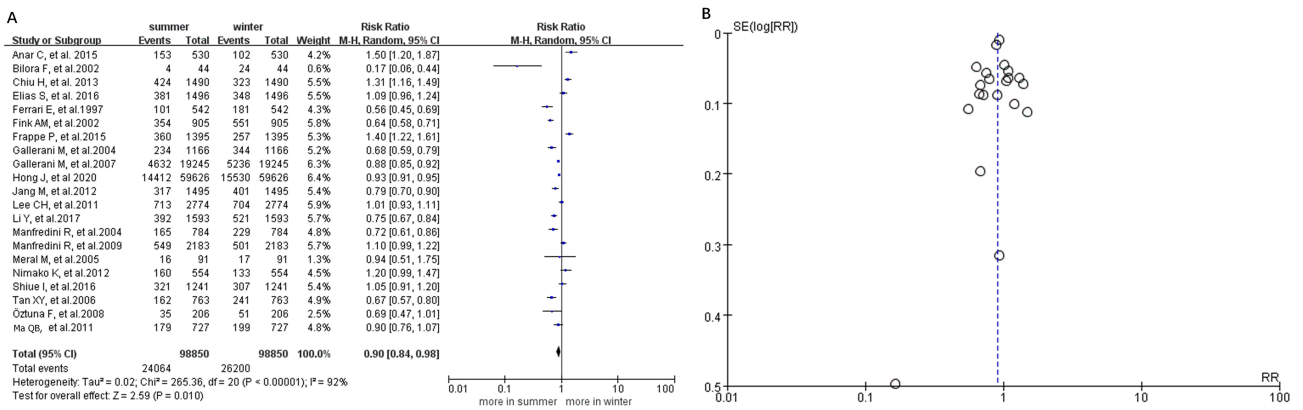 A
summer winter Risk Ratio Risk Ratio
Study or Subgroup Events Total Events Total Weight M-H, Random, 95% CI M-H, Random, 95% CI
Anar C, et al. 2015 153 530 102 530 4.2% 1.50 [1.20, 1.87]
Bilora F, et al.2002 4 44 24 44 0.6% 0.17 [0.06, 0.44]
Chiu H, et al. 2013 424 1490 323 1490 5.3% 1.31 [1.16, 1.49]
Elias S, et al. 2016 381 1496 348 1496 5.3% 1.09 [0.96, 1.24]
Ferrari E, et al.1997 101 542 181 542 4.3% 0.56 [0.45, 0.69]
Fink AM, et al.2002 354 905 551 905 5.8% 0.64 [0.58, 0.71]
Frappe P, et al.2015 360 1395 257 1395 5.1% 1.40 [1.22, 1.61]
Gallerani M, et al.2004 234 1166 344 1166 5.1% 0.68 [0.59, 0.79]
Gallerani M, et al.2007 4632 19245 5236 19245 6.3% 0.88 [0.85, 0.92]
Hong J, et al 2020 14412 59626 15530 59626 6.4% 0.93 [0.91, 0.95]
Jang M, et al.2012 317 1495 401 1495 5.4% 0.79 [0.70, 0.90]
Lee CH, et al.2011 713 2774 704 2774 5.9% 1.01 [0.93, 1.11]
Li Y, et al.2017 392 1593 521 1593 5.6% 0.75 [0.67, 0.84]
Manfredini R, et al.2004 165 784 229 784 4.8% 0.72 [0.61, 0.86]
Manfredini R, et al.2009 549 2183 501 2183 5.7% 1.10 [0.99, 1.22]
Meral M, et al.2005 16 91 17 91 1.3% 0.94 [0.51, 1.75]
Nimako K, et al.2012 160 554 133 554 4.5% 1.20 [0.99, 1.47]
Shiue I, et al.2016 321 1241 307 1241 5.2% 1.05 [0.91, 1.20]
Tan XY, et al.2006 162 763 241 763 4.8% 0.67 [0.57, 0.80]
Öztuna F, et al.2008 35 206 51 206 2.5% 0.69 [0.47, 1.01]
Ma QB, et al.2011 179 727 199 727 4.8% 0.90 [0.76, 1.07]
Total (95% CI) 98850 98850 100.0% 0.90 [0.84, 0.98]
Total events 24064 26200
Heterogeneity: Tau² = 0.02; Chi² = 265.36, df = 20 (P < 0.00001); I² = 92%
Test for overall effect: Z = 2.59 (P = 0.010)
0.01 0.1 1 10 100
more in summer more in winter
B
SE(log[RR])
0
0.1
0.2
0.3
0.4
0.5
RR
0.01 0.1 1 10 100